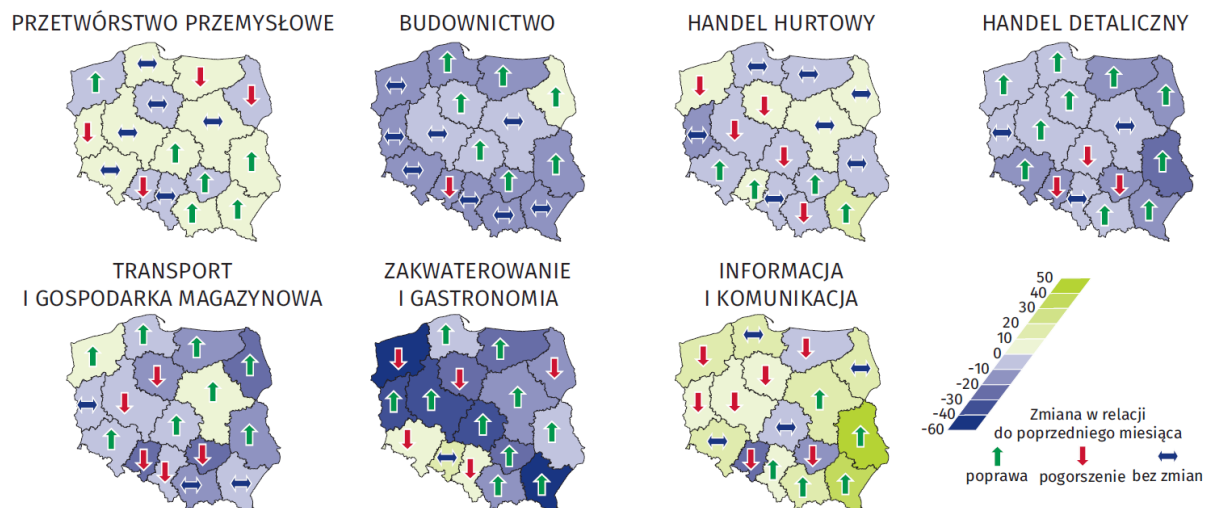 PRZETWÓRSTWO PRZEMYSŁOWE
BUDOWNICTWO
HANDEL HURTOWY
HANDEL DETALICZNY
TRANSPORT
I GOSPODARKA MAGAZYNOWA
ZAKWATEROWANIE
I GASTRONOMIA
INFORMACJA
I KOMUNIKACJA
50
40
30
20
10
0
-10
-20
-30
-40
-60
Zmiana w relacji
do poprzedniego miesiąca
poprawa pogorszenie bez zmian